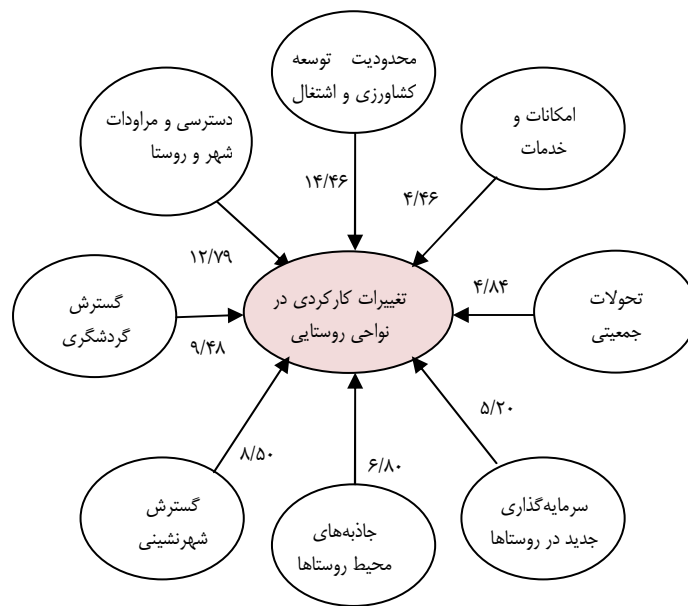 محدودیت توسعه
کشاورزی و اشتغال
امکانات و
خدمات
دسترسی و مراودات
شهر و روستا
۱۴/۴۶
۴/۴۶
۱۲/۷۹
تغییرات کارکردی در
نواحی روستایی
۴/۸۴
تحولات
جمعیتی
گسترش
گردشگری
۹/۴۸
۵/۲۰
۸/۵۰
۶/۸۰
سرمایه‌گذاری
جدید در روستاها
جاذبه‌های
محیط روستاها
گسترش
شهرنشینی